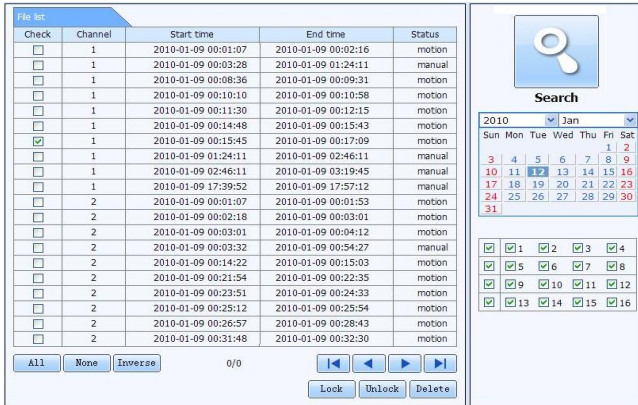 File list
Check Channel Start time End time Status
1 2010-01-09 00:01:07 2010-01-09 00:02:16 motion
1 2010-01-09 00:03:28 2010-01-09 01:24:11 manual
1 2010-01-09 00:08:36 2010-01-09 00:09:31 motion
1 2010-01-09 00:10:10 2010-01-09 00:10:58 motion
1 2010-01-09 00:11:30 2010-01-09 00:12:15 motion
1 2010-01-09 00:14:48 2010-01-09 00:15:43 motion
1 2010-01-09 00:15:45 2010-01-09 00:17:09 motion
1 2010-01-09 01:24:11 2010-01-09 02:46:11 manual
1 2010-01-09 02:46:11 2010-01-09 03:19:45 manual
1 2010-01-09 17:39:52 2010-01-09 17:57:12 manual
2 2010-01-09 00:01:07 2010-01-09 00:01:53 motion
2 2010-01-09 00:02:18 2010-01-09 00:03:01 motion
2 2010-01-09 00:03:01 2010-01-09 00:04:12 motion
2 2010-01-09 00:03:32 2010-01-09 00:54:27 manual
2 2010-01-09 00:14:22 2010-01-09 00:15:03 motion
2 2010-01-09 00:21:54 2010-01-09 00:22:35 motion
2 2010-01-09 00:23:51 2010-01-09 00:24:33 motion
2 2010-01-09 00:25:12 2010-01-09 00:25:54 motion
2 2010-01-09 00:26:57 2010-01-09 00:28:43 motion
2 2010-01-09 00:31:48 2010-01-09 00:32:30 motion
All None Inverse 0/0
Lock Unlock Delete
Search
2010 Jan
Sun Mon Tue Wed Thu Fri Sat
1 2
3 4 5 6 7 8 9
10 11 12 13 14 15 16
17 18 19 20 21 22 23
24 25 26 27 28 29 30
31
1 2 3 4
5 6 7 8
9 10 11 12
13 14 15 16